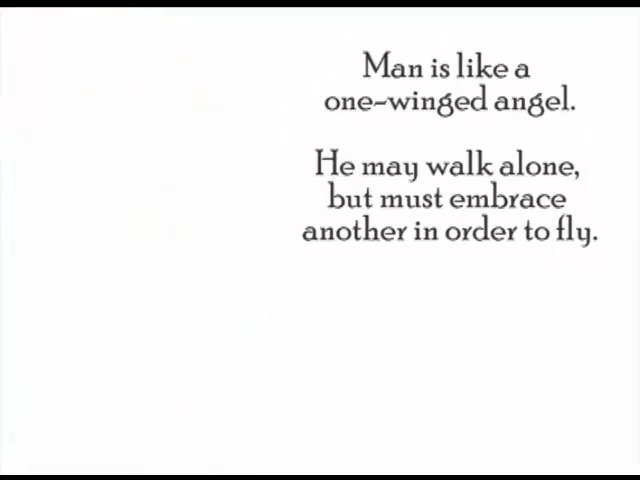 Man is like a
one-winged angel.
He may walk alone,
but must embrace
another in order to fly.